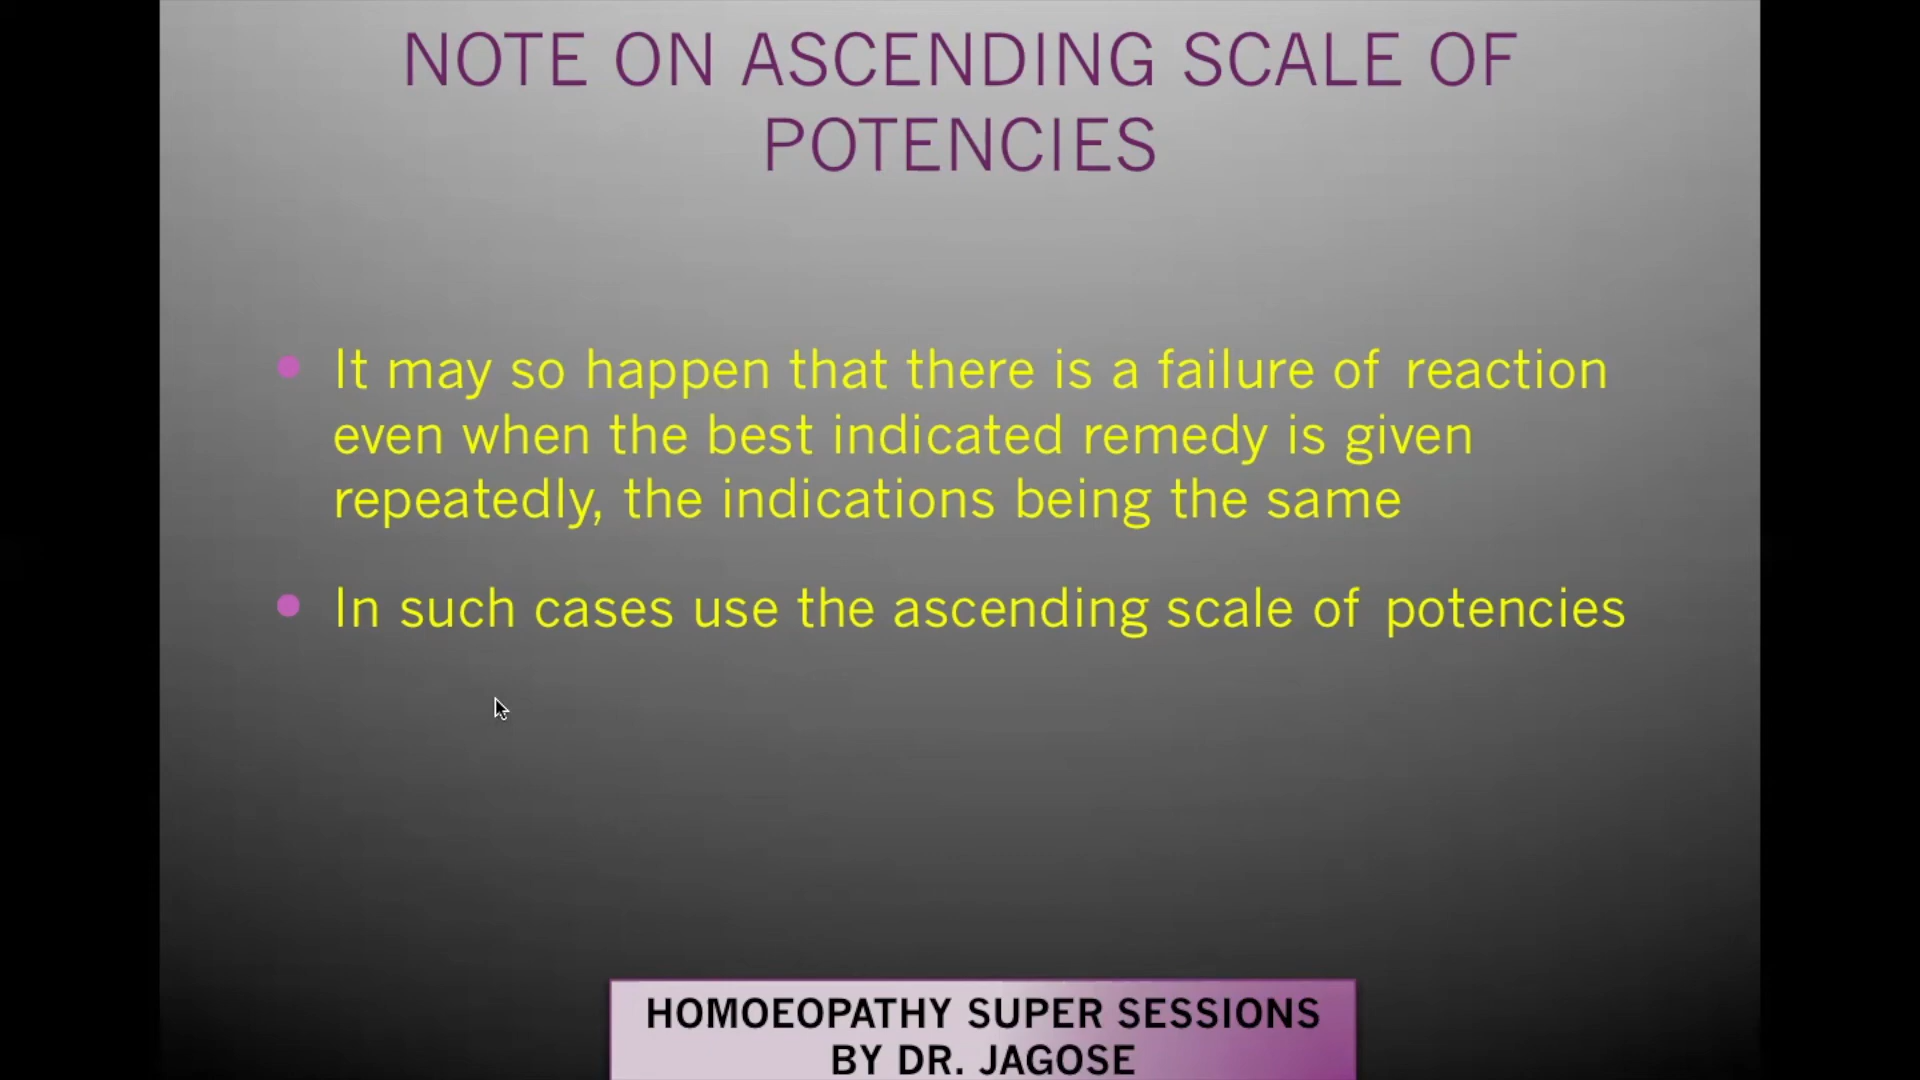 NOTE ON ASCENDING SCALE OF
POTENCIES
It may so happen that there is a failure of reaction
even when the best indicated remedy is given
repeatedly, the indications being the same
In such cases use the ascending scale of potencies
HOMOEOPATHY SUPER SESSIONS
BY DR. JAGOSE